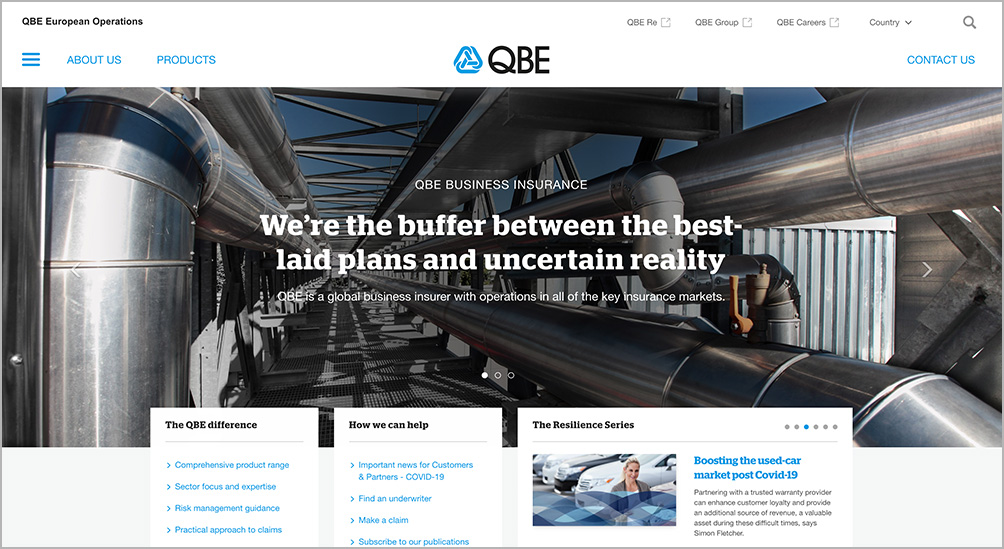 QBE European Operations
QBE Re
QBE Group
QBE Careers
Country
ABOUT US
PRODUCTS
QBE
CONTACT US
QBE BUSINESS INSURANCE
We’re the buffer between the best-
laid plans and uncertain reality
QBE is a global business insurer with operations in all of the key insurance markets.
The QBE difference
Comprehensive product range
Sector focus and expertise
Risk management guidance
Practical approach to claims
How we can help
Important news for Customers
& Partners - COVID-19
Find an underwriter
Make a claim
Subscribe to our publications
The Resilience Series
Boosting the used-car
market post Covid-19
Partnering with a trusted warranty provider
can enhance customer loyalty and provide
an additional source of revenue, a valuable
asset during these difficult times, says
Simon Fletcher.